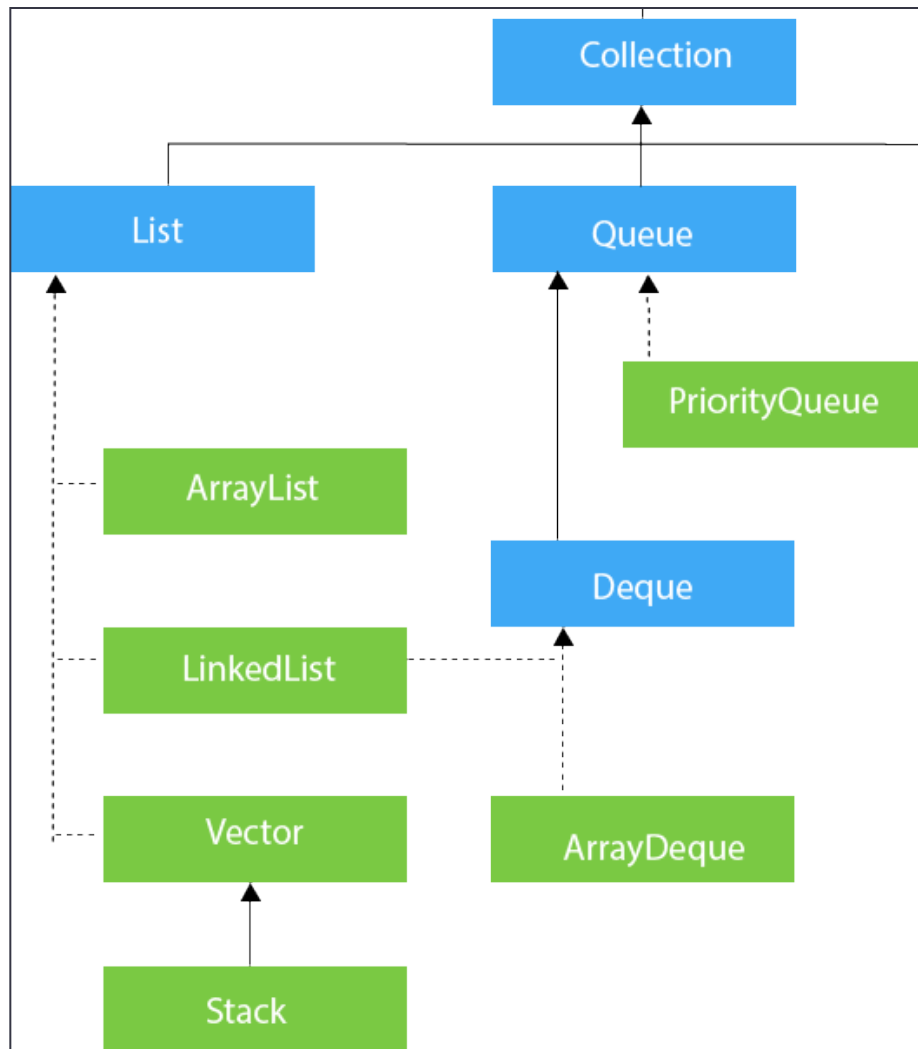 Collection
List
Queue
PriorityQueue
ArrayList
Deque
LinkedList
Vector
ArrayDeque
Stack